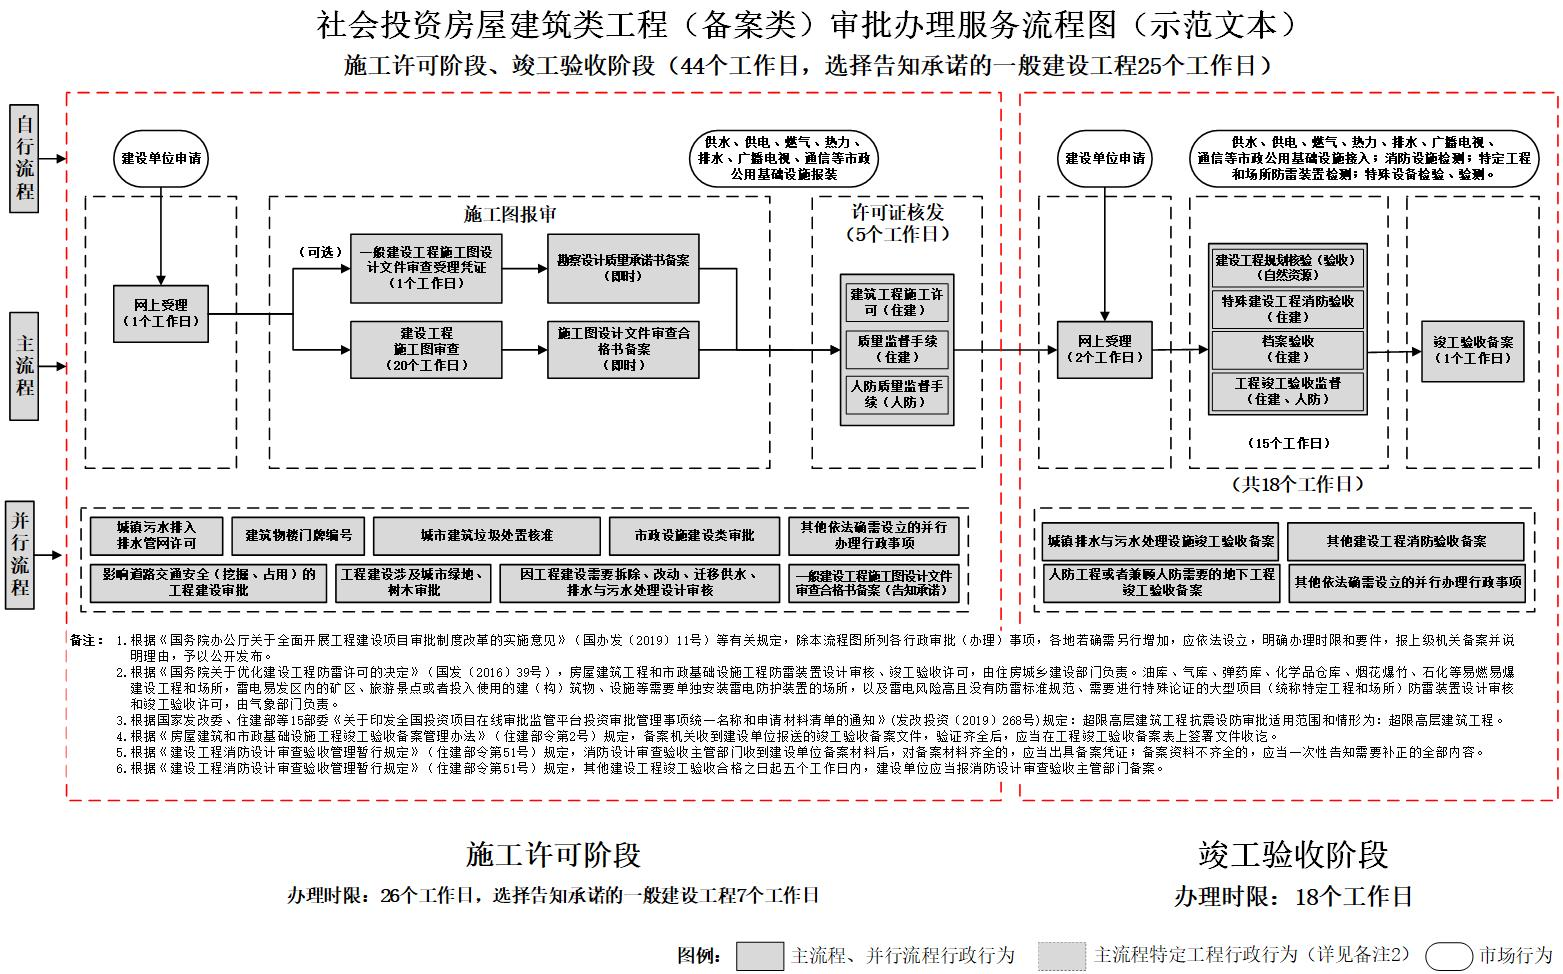 社会投资房屋建筑类工程（备案类）审批办理服务流程图（示范文本）
施工许可阶段、竣工验收阶段（44个工作日，选择告知承诺的一般建设工程25个工作日）
自行流程
建设单位申请
供水、供电、燃气、热力、
排水、广播电视、通信等市政
公用基础设施报装
建设单位申请
供水、供电、燃气、热力、排水、广播电视、
通信等市政公用基础设施接入；消防设施检测；特定工程
和场所防雷装置检测；特殊设备检验、验测。
主流程
网上受理
（1个工作日）
施工图报审
（可选）
一般建设工程施工图设
计文件审查受理凭证
（1个工作日）
勘察设计质量承诺书备案
（即时）
建设工程
施工图审查
（20个工作日）
施工图设计文件审查合
格书备案
（即时）
许可证核发
（5个工作日）
建筑工程施工许
可（住建）
质量监督手续
（住建）
人防质量监督手
续（人防）
网上受理
（2个工作日）
建设工程规划核验（验收）
（自然资源）
特殊建设工程消防验收
（住建）
档案验收
（住建）
工程竣工验收监督
（住建、人防）
（15个工作日）
竣工验收备案
（1个工作日）
（共18个工作日）
并行流程
城镇污水排入
排水管网许可
建筑物楼门牌编号
城市建筑垃圾处置核准
市政设施建设类审批
其他依法确需设立的并行
办理行政事项
影响道路交通安全（挖掘、占用）的
工程建设审批
工程建设涉及城市绿地、
树木审批
因工程建设需要拆除、改动、迁移供水、
排水与污水处理设计审核
一般建设工程施工图设计文件
审查合格书备案（告知承诺）
城镇排水与污水处理设施竣工验收备案
其他建设工程消防验收备案
人防工程或者兼顾人防需要的地下工程
竣工验收备案
其他依法确需设立的并行办理行政事项
备注： 1.根据《国务院办公厅关于全面开展工程建设项目审批制度改革的实施意见》（国办发（2019）11号）等有关规定，除本流程图所列各行政审批（办理）事项，各地若确需另行增加，应依法设立，明确办理时限和要件，报上级机关备案并说
明理由，予以公开发布。
2.根据《国务院关于优化建设工程防雷许可的决定》（国发（2016）39号），房屋建筑工程和市政基础设施工程防雷装置设计审核、竣工验收许可，由住房城乡建设部门负责。油库、气库、弹药库、化学品仓库、烟花爆竹、石化等易燃易爆
建设工程和场所，雷电易发区内的矿区、旅游景点或者投入使用的建（构）筑物、设施等需要单独安装雷电防护装置的场所，以及雷电风险高且没有防雷标准规范、需要进行特殊论证的大型项目（统称特定工程和场所）防雷装置设计审核
和竣工验收许可，由气象部门负责。
3.根据国家发改委、住建部等15部委《关于印发全国投资项目在线审批监管平台投资审批管理事项统一名称和申请材料清单的通知》(发改投资（2019）268号)规定：超限高层建筑工程抗震设防审批适用范围和情形为：超限高层建筑工程。
4.根据《房屋建筑和市政基础设施工程竣工验收备案管理办法》（住建部令第2号）规定，备案机关收到建设单位报送的竣工验收备案文件，验证齐全后，应当在工程竣工验收备案表上签署文件收讫。
5.根据《建设工程消防设计审查验收管理暂行规定》（住建部令第51号）规定，消防设计审查验收主管部门收到建设单位备案材料后，对备案材料齐全的，应当出具备案凭证；备案资料不齐全的，应当一次性告知需要补正的全部内容。
6.根据《建设工程消防设计审查验收管理暂行规定》（住建部令第51号）规定，其他建设工程竣工验收合格之日起五个工作日内，建设单位应当报消防设计审查验收主管部门备案。
施工许可阶段
办理时限：26个工作日，选择告知承诺的一般建设工程7个工作日
竣工验收阶段
办理时限：18个工作日
图例：
主流程、并行流程行政行为
主流程特定工程行政行为（详见备注2）
市场行为